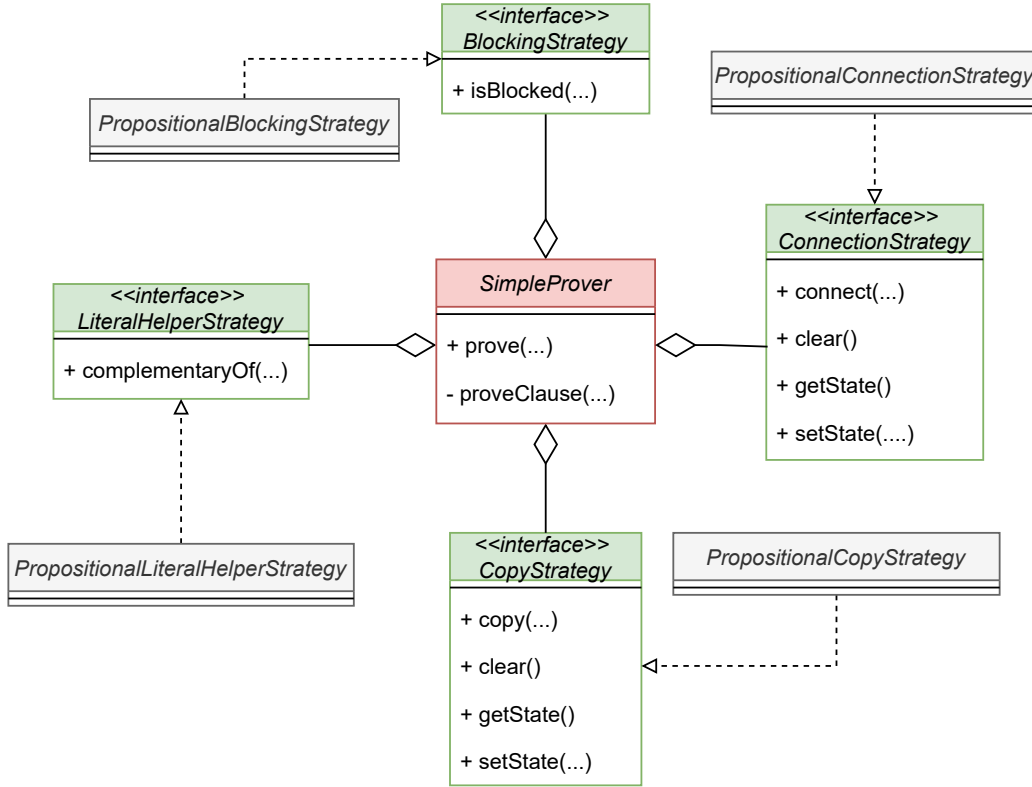 <<interface>>
BlockingStrategy
+ isBlocked(...)
PropositionalBlockingStrategy
PropositionalConnectionStrategy
<<interface>>
ConnectionStrategy
+ connect(...)
+ clear()
+ getState()
+ setState(....)
SimpleProver
+ prove(...)
- proveClause(...)
<<interface>>
LiteralHelperStrategy
+ complementaryOf(...)
PropositionalLiteralHelperStrategy
<<interface>>
CopyStrategy
+ copy(...)
+ clear()
+ getState()
+ setState(...)
PropositionalCopyStrategy